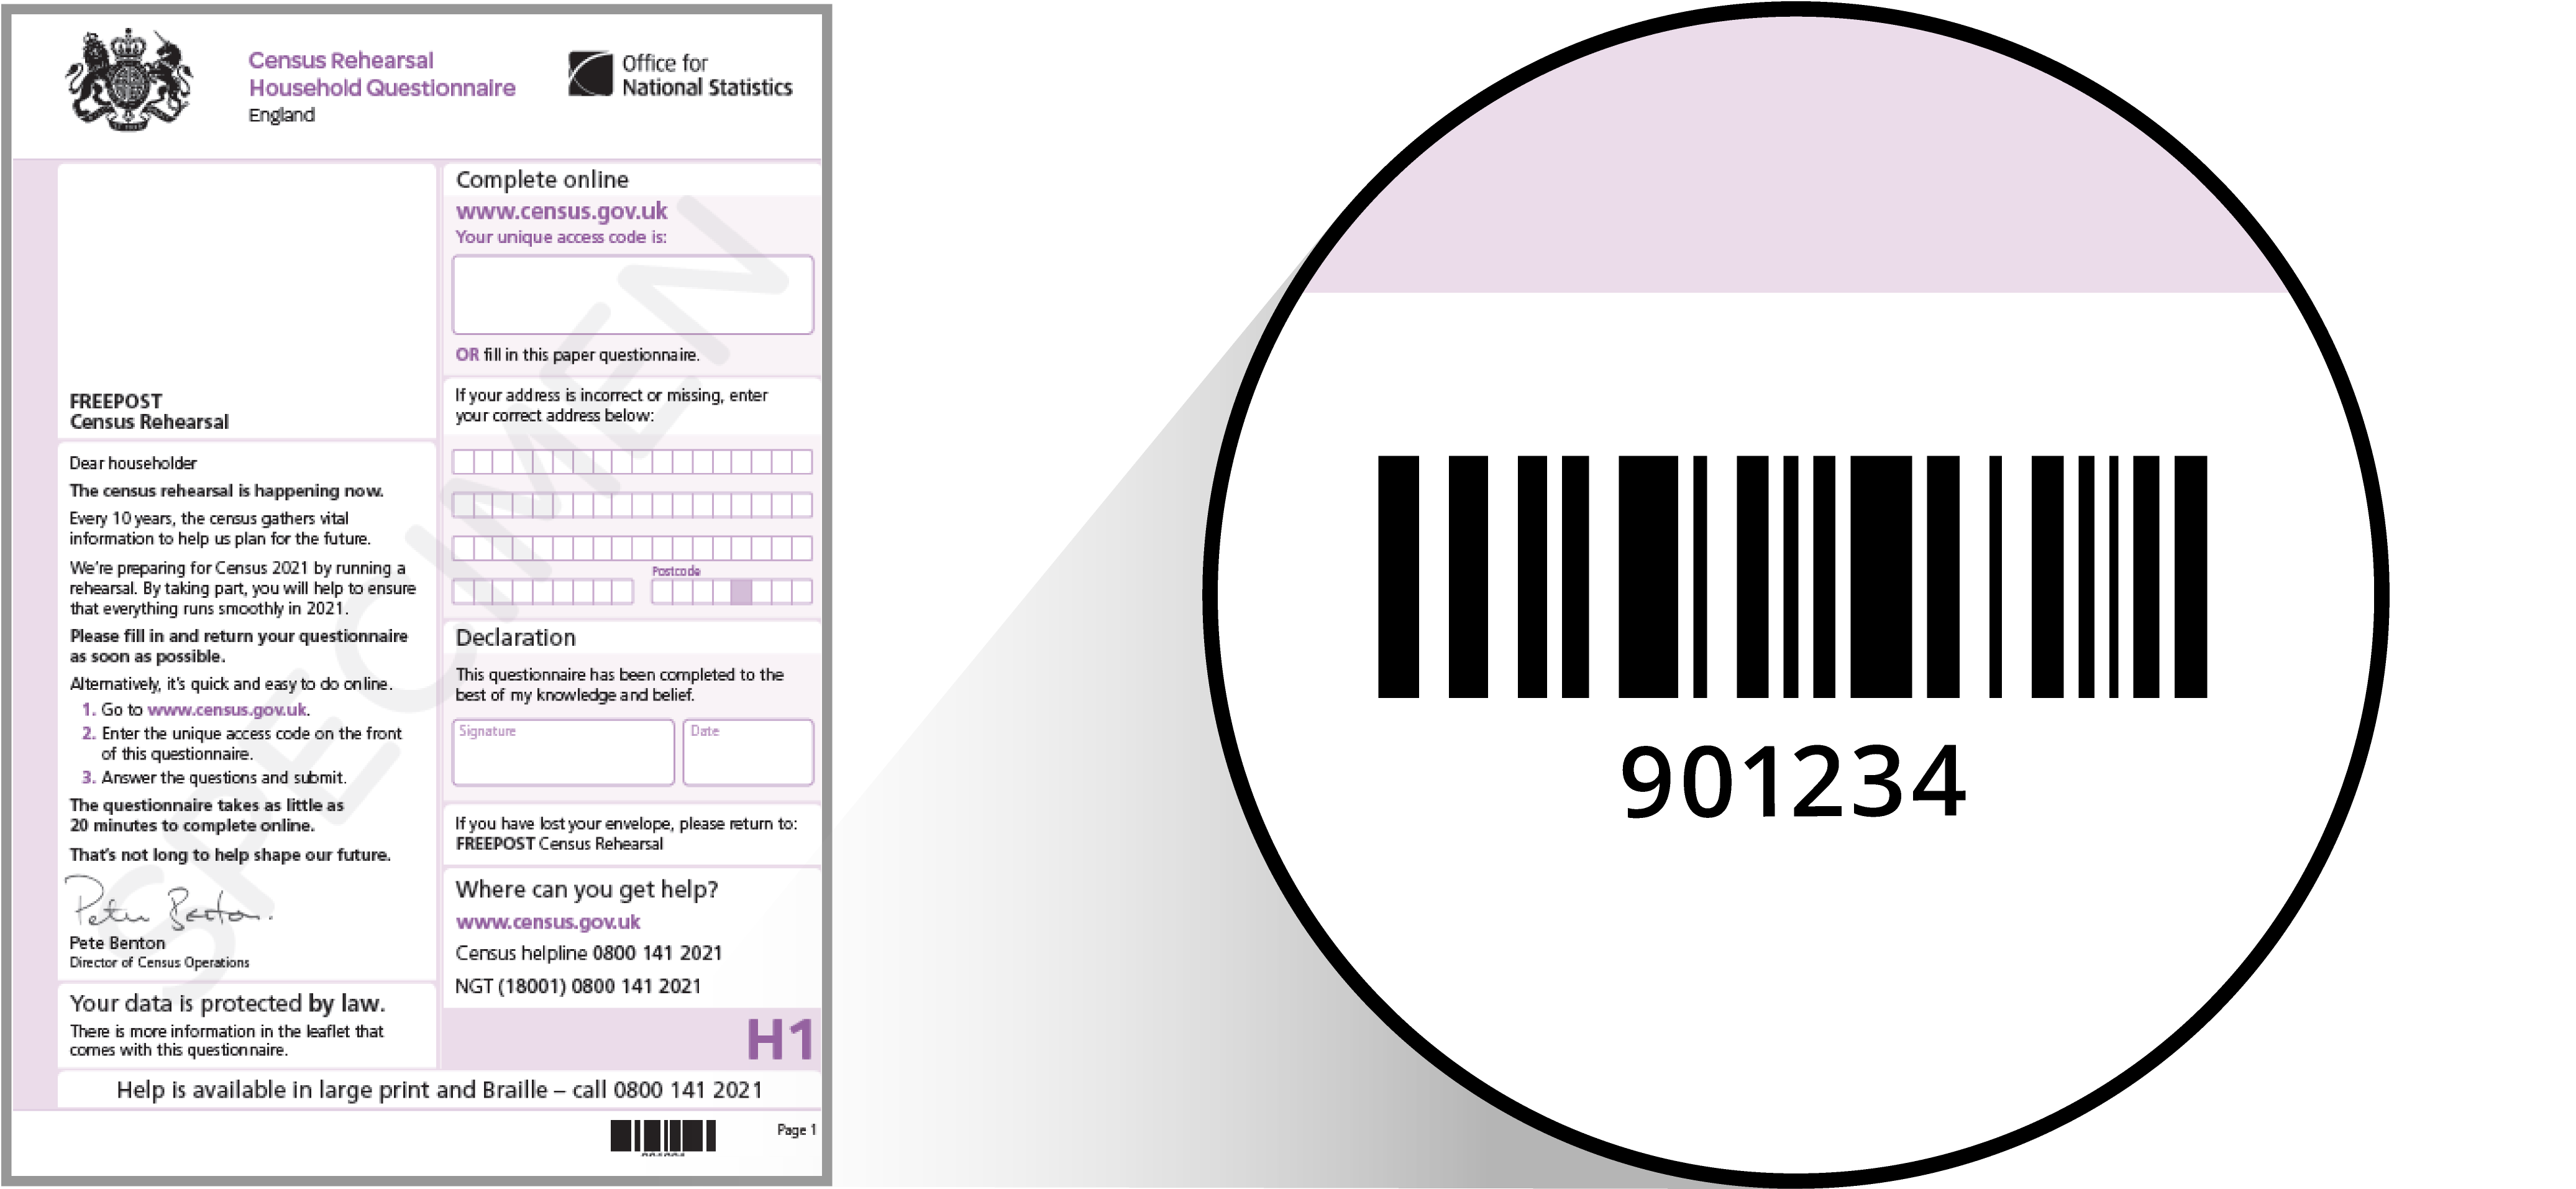 Census Rehearsal
Household Questionnaire
England
Office for
National Statistics
FREEPOST
Census Rehearsal
Dear householder
The census rehearsal is happening now.
Every 10 years, the census gathers vital
information to help us plan for the future.
We're preparing for Census 2021 by running a
rehearsal. By taking part, you will help to ensure
that everything runs smoothly in 2021.
Please fill in and return your questionnaire
as soon as possible.
Alternatively, it's quick and easy to do online.
1. Go to www.census.gov.uk.
2. Enter the unique access code on the front
of this questionnaire.
3. Answer the questions and submit.
The questionnaire takes as little as
20 minutes to complete online.
That's not long to help shape our future.
Peter Benton.
Pete Benton
Director of Census Operations
Your data is protected by law.
There is more information in the leaflet that
comes with this questionnaire.
Complete online
www.census.gov.uk
Your unique access code is:
OR fill in this paper questionnaire.
If your address is incorrect or missing, enter
your correct address below:
Postcode
Declaration
This questionnaire has been completed to the
best of my knowledge and belief.
Signature
Date
If you have lost your envelope, please return to:
FREEPOST Census Rehearsal
Where can you get help?
www.census.gov.uk
Census helpline 0800 141 2021
NGT (18001) 0800 141 2021
H1
Help is available in large print and Braille – call 0800 141 2021
Page 1
SPECIMEN
901234